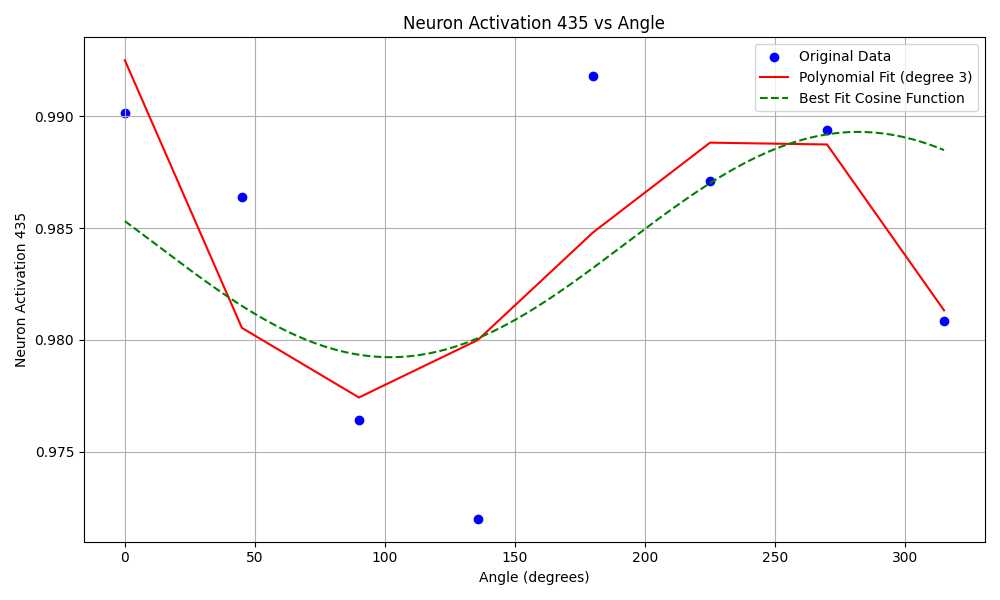 Neuron Activation 435 vs Angle
Original Data
Polynomial Fit (degree 3)
Best Fit Cosine Function
0.990
0.985
0.980
0.975
Neuron Activation 435
0 50 100 150 200 250 300
Angle (degrees)